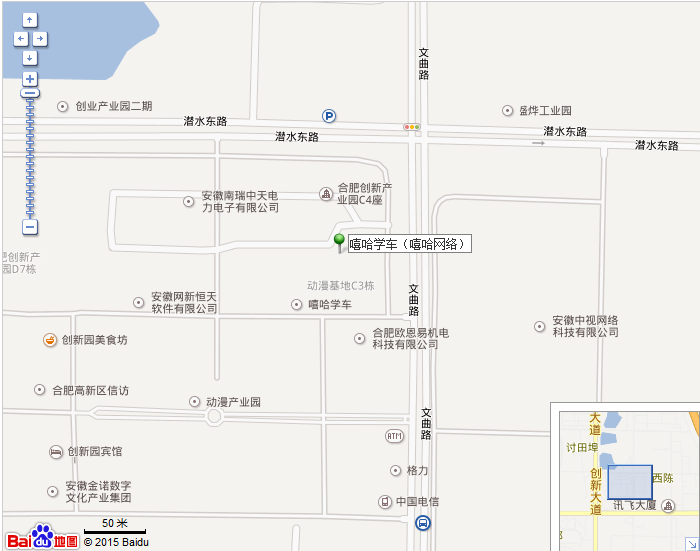 文曲路
创业产业园二期
P
盛烨工业园
潜水东路
潜水东路
潜水东路
潜水东路
合肥创新产
业园C4座
安徽南瑞中天电
力电子有限公司
嘻哈学车（嘻哈网络）
肥创新产
园D7栋
动漫基地C3栋
文曲路
安徽网新恒天
软件有限公司
嘻哈学车
安徽中视网络
科技有限公司
创新园美食坊
合肥欧恩易机电
科技有限公司
合肥高新区信访
动漫产业园
文曲路
ATM
创新园宾馆
格力
安徽金诺数字
文化产业集团
中国电信
大道
讨田埠
创新大道
西陈
讯飞大厦
50 米
Bai du 地图
© 2015 Baidu